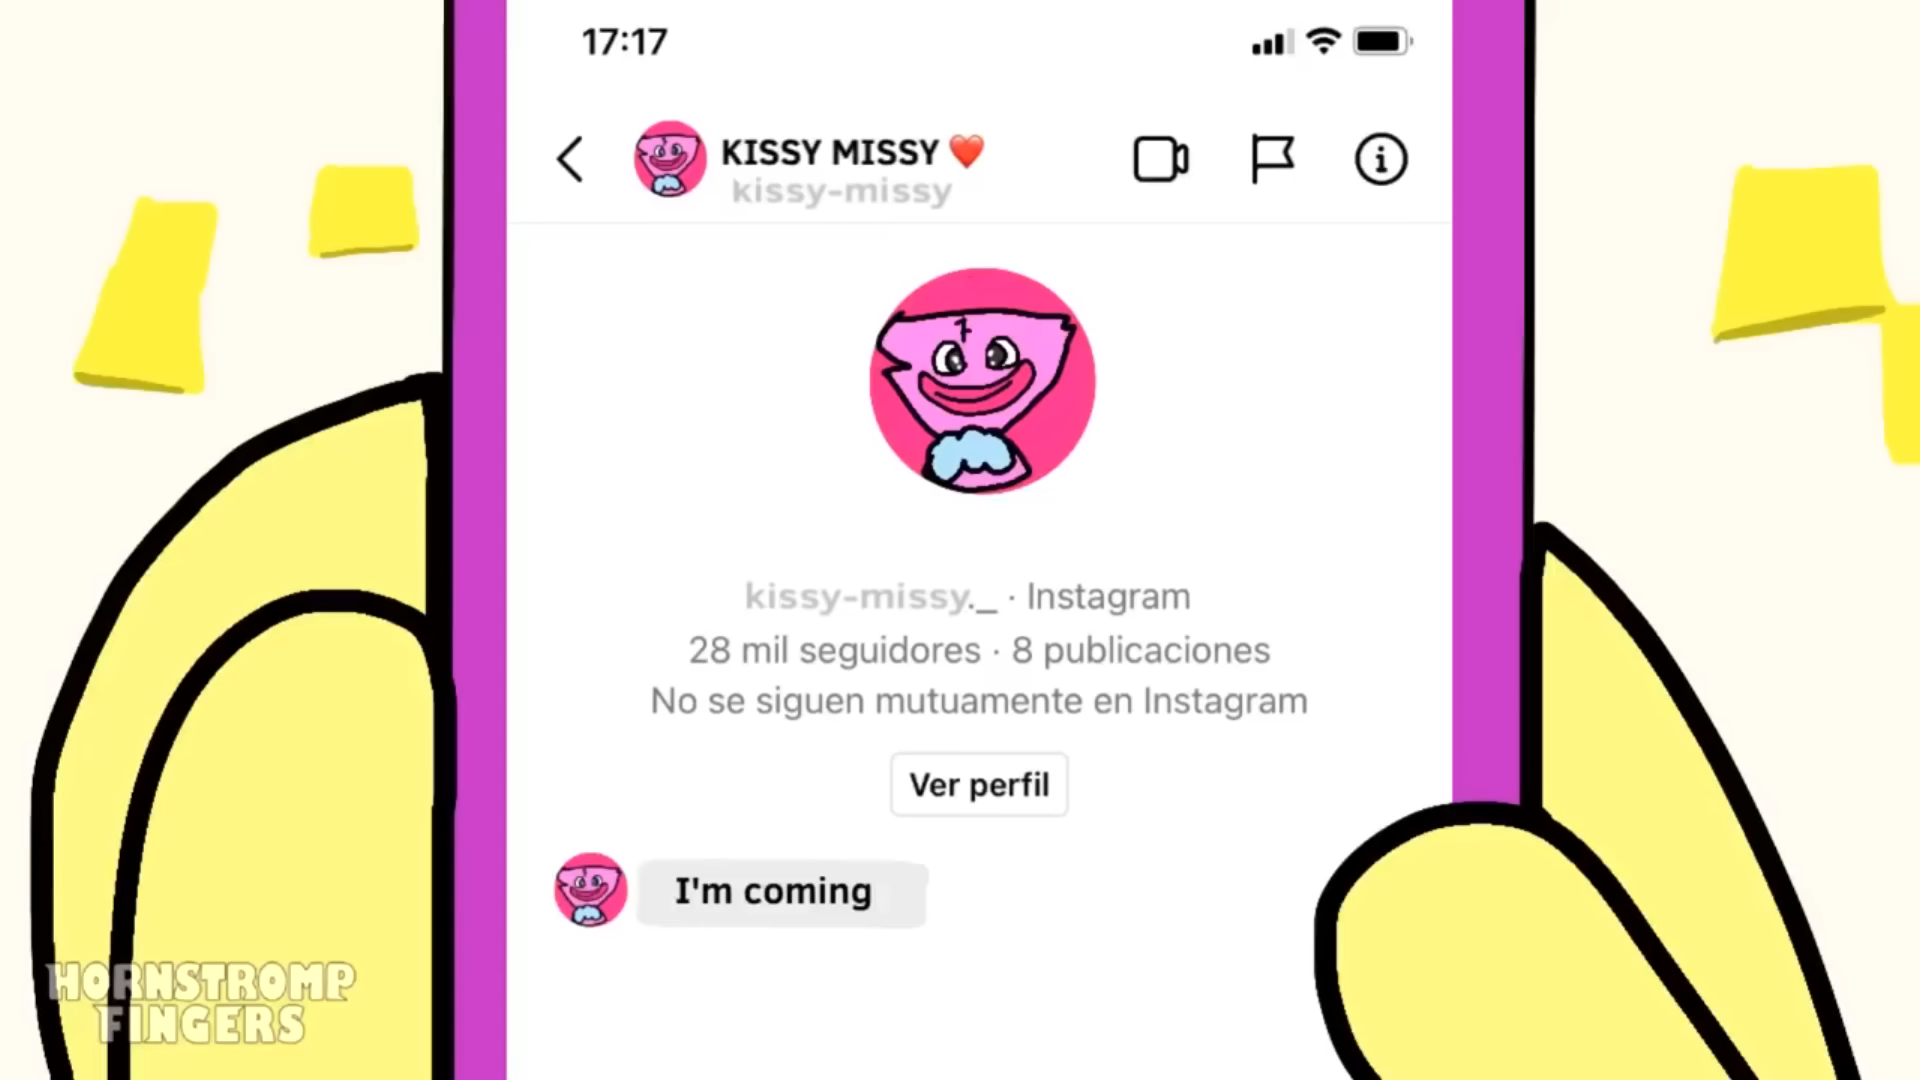 17:17
KISSY MISSY ❤️
kissy-missy
kissy-missy._ · Instagram
28 mil seguidores · 8 publicaciones
No se siguen mutuamente en Instagram
Ver perfil
I'm coming
HORNSTROMP
FINGERS